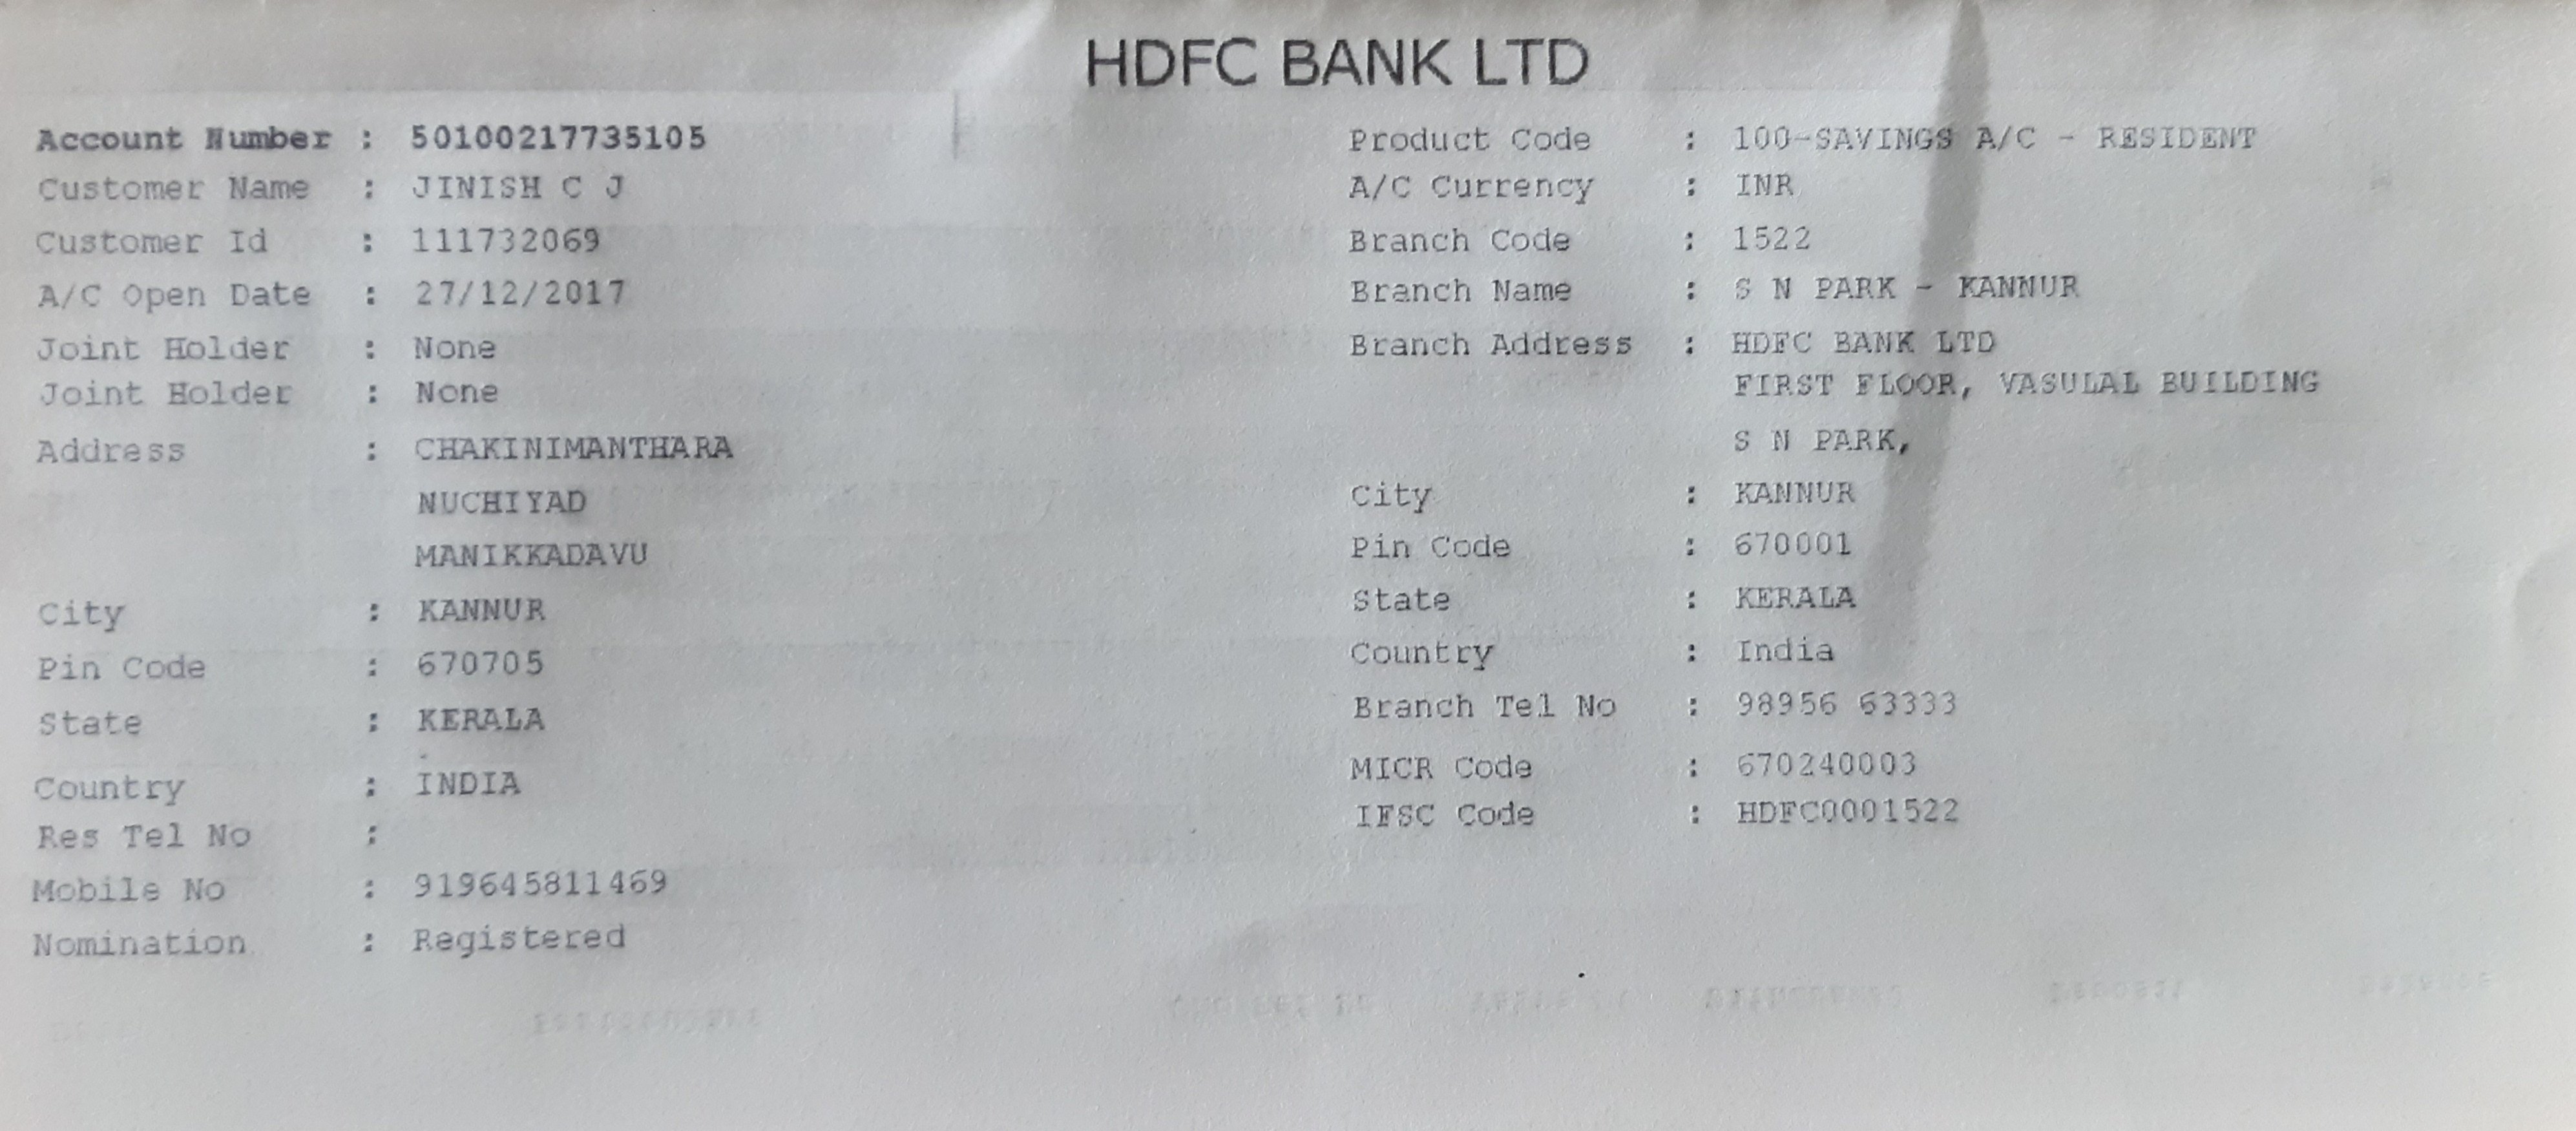 HDFC BANK LTD
Account Number : 50100217735105
Customer Name : JINISH C J
Customer Id : 111732069
A/C Open Date : 27/12/2017
Joint Holder : None
Joint Holder : None
Address : CHAKINIMANTHARA
NUCHIYAD
MANIKKADAVU
City : KANNUR
Pin Code : 670705
State : KERALA
Country : INDIA
Res Tel No :
Mobile No : 919645811469
Nomination : Registered
Product Code : 100-SAVINGS A/C - RESIDENT
A/C Currency : INR
Branch Code : 1522
Branch Name : S N PARK - KANNUR
Branch Address : HDFC BANK LTD
FIRST FLOOR, VASULAL BUILDING
S N PARK,
City : KANNUR
Pin Code : 670001
State : KERALA
Country : India
Branch Tel No : 98956 63333
MICR Code : 670240003
IFSC Code : HDFC0001522